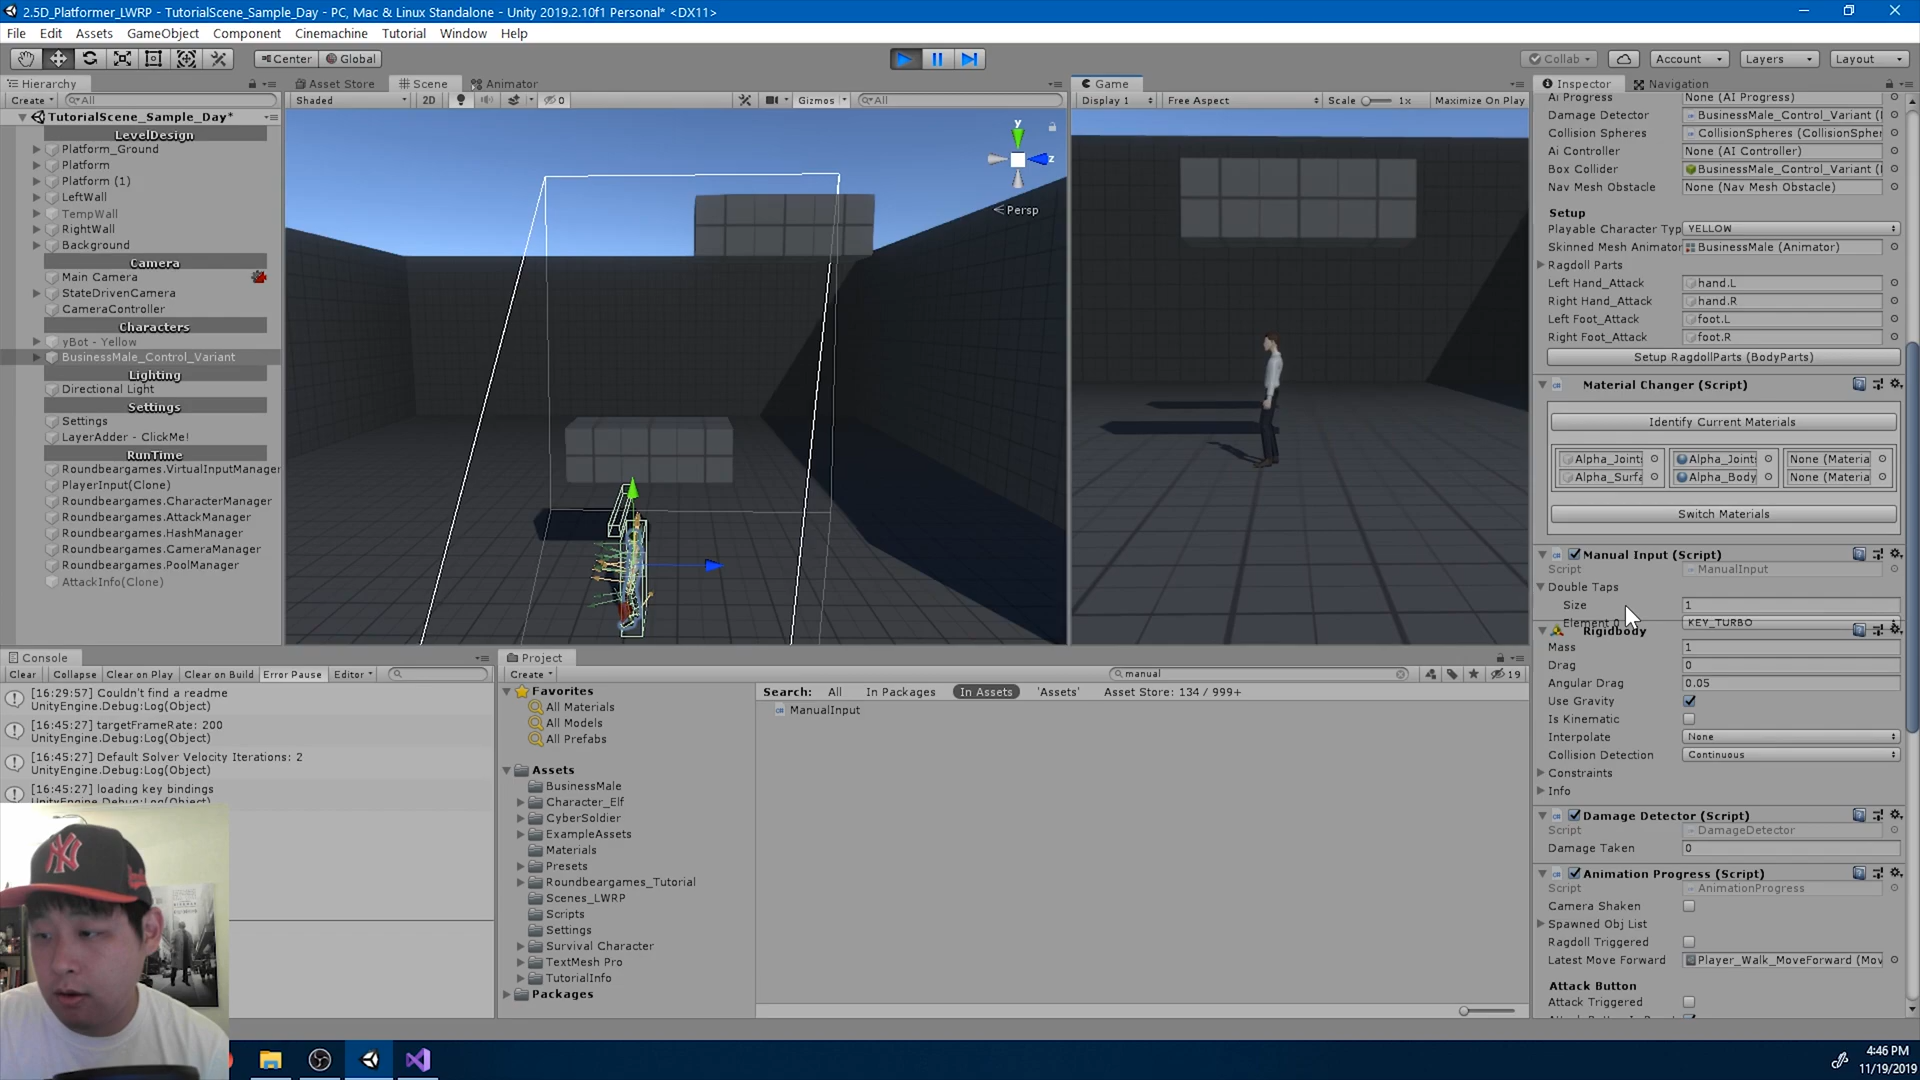 2.5D_Platformer_LWRP - TutorialScene_Sample_Day - PC, Mac & Linux Standalone - Unity 2019.2.10f1 Personal* <DX11>
File Edit Assets GameObject Component Cinemachine Tutorial Window Help
Center Global Collab Account Layers Layout
Hierarchy
Create All
TutorialScene_Sample_Day*
LevelDesign
Platform_Ground
Platform
Platform (1)
LeftWall
TempWall
RightWall
Background
Camera
Main Camera
StateDrivenCamera
CameraController
Characters
yBot - Yellow
BusinessMale_Control_Variant
Lighting
Directional Light
Settings
Settings
LayerAdder - ClickMe!
RunTime
Roundbeargames.VirtualInputManager
PlayerInput(Clone)
Roundbeargames.CharacterManager
Roundbeargames.AttackManager
Roundbeargames.HashManager
Roundbeargames.CameraManager
Roundbeargames.PoolManager
AttackInfo(Clone)
Asset Store Scene Animator
Shaded 2D 0 Gizmos All
y
z
Persp
Game
Display 1 Free Aspect Scale 1x Maximize On Play
Inspector Navigation
Ai Progress None (AI Progress)
Damage Detector BusinessMale_Control_Variant (
Collision Spheres CollisionSpheres (CollisionSpher
Ai Controller None (AI Controller)
Box Collider BusinessMale_Control_Variant (
Nav Mesh Obstacle None (Nav Mesh Obstacle)
Setup
Playable Character Typ YELLOW
Skinned Mesh Animator BusinessMale (Animator)
Ragdoll Parts
Left Hand_Attack hand.L
Right Hand_Attack hand.R
Left Foot_Attack foot.L
Right Foot_Attack foot.R
Setup RagdollParts (BodyParts)
Material Changer (Script)
Identify Current Materials
Alpha_Joint Alpha_Joint None (Materia
Alpha_Surfa Alpha_Body None (Materia
Switch Materials
Manual Input (Script)
Script ManualInput
Double Taps
Size 1
Element 0 KEY_TURBO
Rigidbody
Mass 1
Drag 0
Angular Drag 0.05
Use Gravity
Is Kinematic
Interpolate None
Collision Detection Continuous
Constraints
Info
Damage Detector (Script)
Script DamageDetector
Damage Taken 0
Animation Progress (Script)
Script AnimationProgress
Camera Shaken
Spawned Obj List
Ragdoll Triggered
Latest Move Forward Player_Walk_MoveForward (Mov
Attack Button
Attack Triggered
Console
Clear Collapse Clear on Play Clear on Build Error Pause Editor
[16:29:57] Couldn't find a readme
UnityEngine.Debug:Log(Object)
[16:45:27] targetFrameRate: 200
UnityEngine.Debug:Log(Object)
[16:45:27] Default Solver Velocity Iterations: 2
UnityEngine.Debug:Log(Object)
[16:45:27] loading key bindings
UnityEngine.Debug:Log(Object)
Project
Create manual 19
Favorites
All Materials
All Models
All Prefabs
Assets
BusinessMale
Character_Elf
CyberSoldier
ExampleAssets
Materials
Presets
Roundbeargames_Tutorial
Scenes_LWRP
Scripts
Settings
Survival Character
TextMesh Pro
TutorialInfo
Packages
Search: All In Packages In Assets 'Assets' Asset Store: 134 / 999+
ManualInput
4:46 PM
11/19/2019